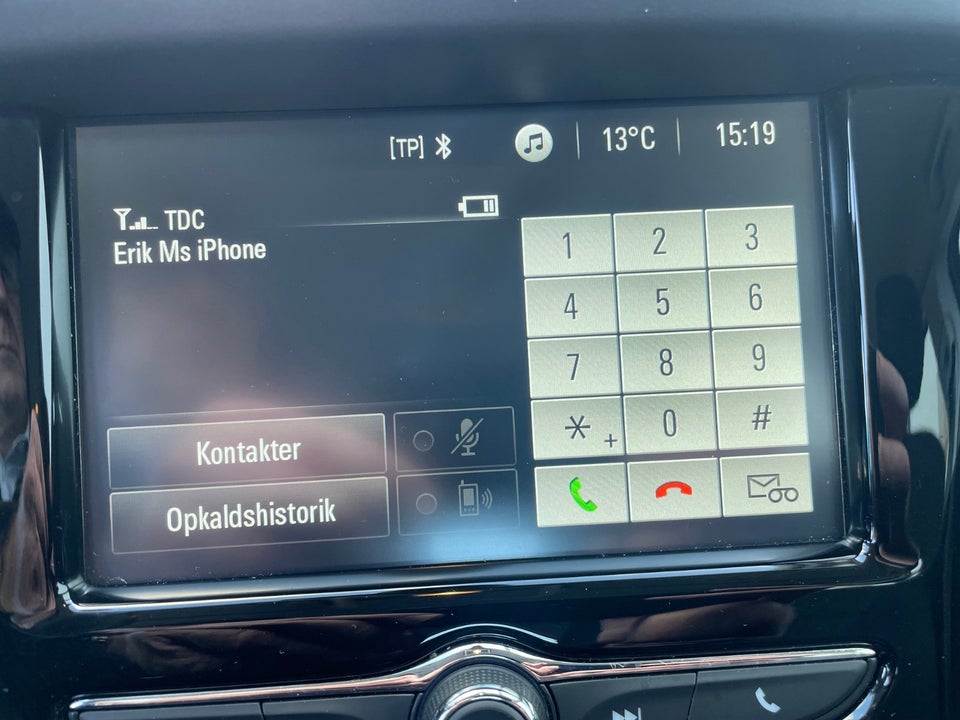 [TP] 13°C 15:19
TDC
Erik Ms iPhone
1 2 3
4 5 6
7 8 9
* + 0 #
Kontakter
Opkaldshistorik